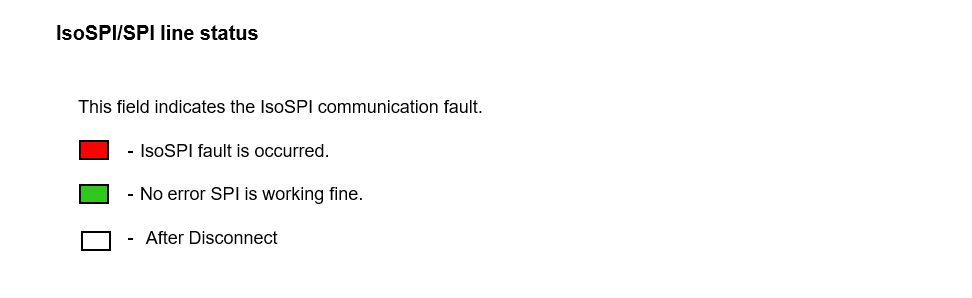 IsoSPI/SPI line status
This field indicates the IsoSPI communication fault.
- IsoSPI fault is occurred.
- No error SPI is working fine.
- After Disconnect